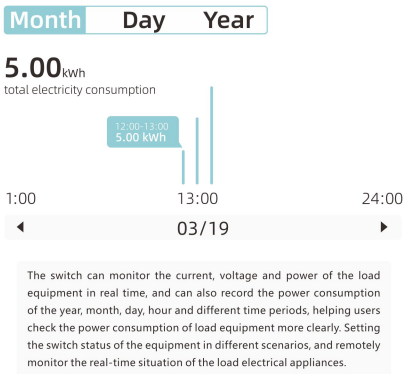 Month Day Year
5.00kWh
total electricity consumption
12:00-13:00
5.00 kWh
1:00 13:00 24:00
03/19
The switch can monitor the current, voltage and power of the load
equipment in real time, and can also record the power consumption
of the year, month, day, hour and different time periods, helping users
check the power consumption of load equipment more clearly. Setting
the switch status of the equipment in different scenarios, and remotely
monitor the real-time situation of the load electrical appliances.